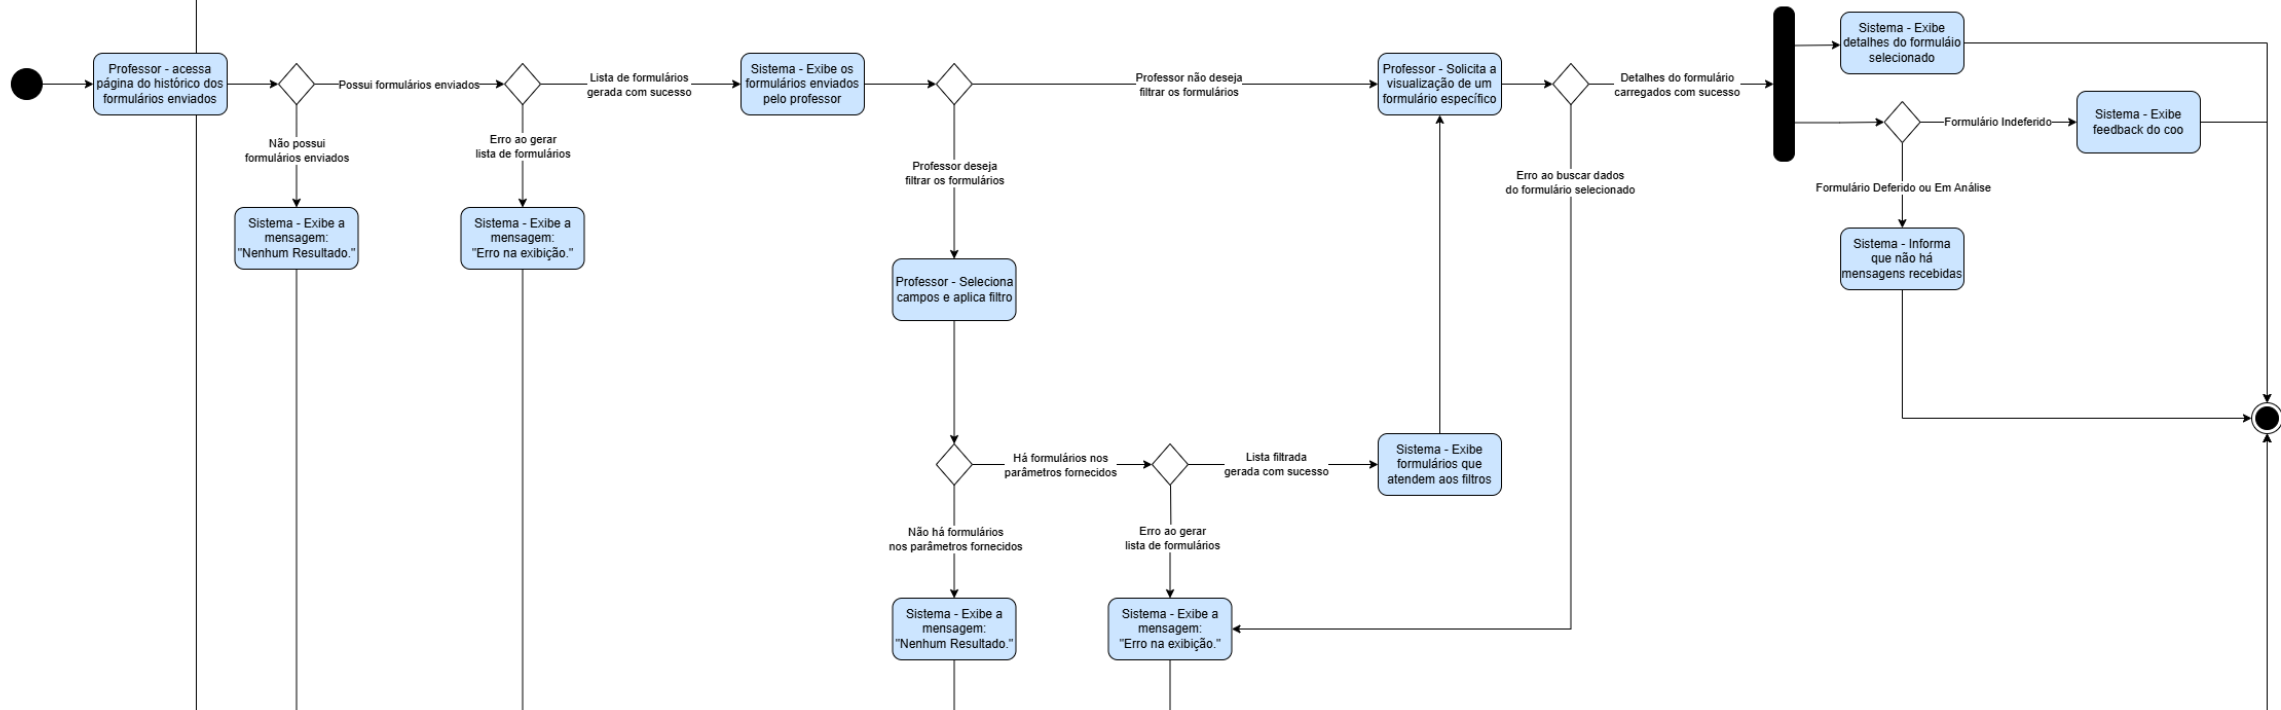 Professor - acessa
página do histórico dos
formulários enviados
Possui formulários enviados
Não possui
formulários enviados
Sistema - Exibe a
mensagem:
"Nenhum Resultado."
Lista de formulários
gerada com sucesso
Erro ao gerar
lista de formulários
Sistema - Exibe a
mensagem:
"Erro na exibição."
Sistema - Exibe os
formulários enviados
pelo professor
Professor não deseja
filtrar os formulários
Professor deseja
filtrar os formulários
Professor - Seleciona
campos e aplica filtro
Há formulários nos
parâmetros fornecidos
Não há formulários
nos parâmetros fornecidos
Sistema - Exibe a
mensagem:
"Nenhum Resultado."
Lista filtrada
gerada com sucesso
Erro ao gerar
lista de formulários
Sistema - Exibe a
mensagem:
"Erro na exibição."
Sistema - Exibe
formulários que
atendem aos filtros
Professor - Solicita a
visualização de um
formulário específico
Detalhes do formulário
carregados com sucesso
Erro ao buscar dados
do formulário selecionado
Sistema - Exibe
detalhes do formuláio
selecionado
Formulário Indeferido
Sistema - Exibe
feedback do coo
Formulário Deferido ou Em Análise
Sistema - Informa
que não há
mensagens recebidas